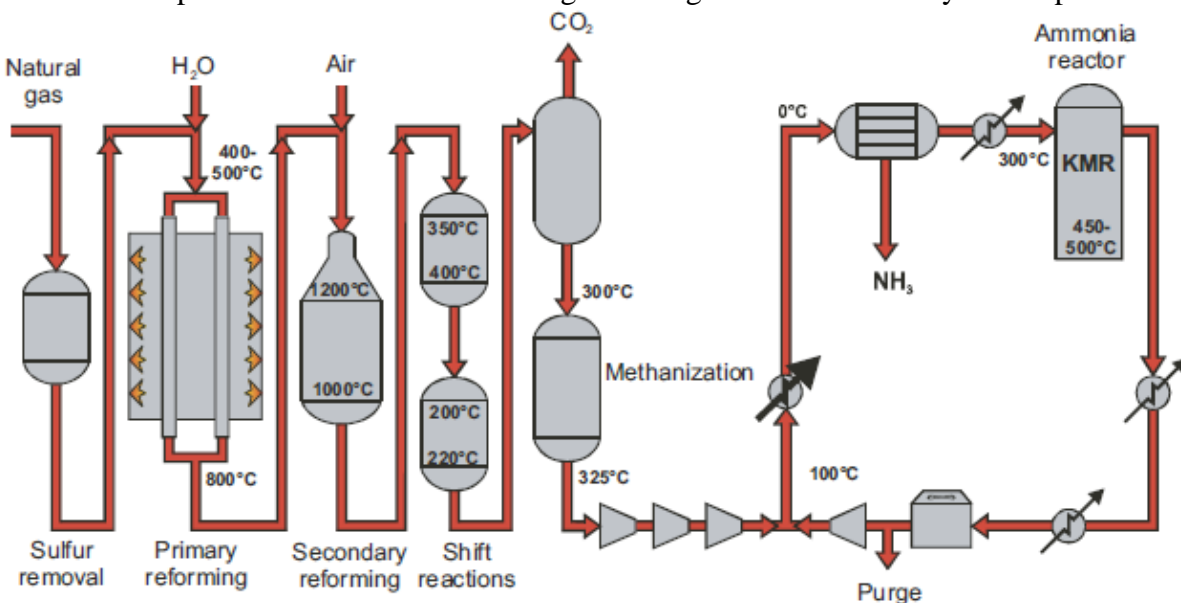 CO₂
Natural
gas
H₂O
Air
Ammonia
reactor
0°C
400-
500°C
300°C
KMR
450-
500°C
350°C
400°C
NH₃
1200°C
1000°C
300°C
Methanization
200°C
220°C
800°C
325°C
100°C
Sulfur
removal
Primary
reforming
Secondary
reforming
Shift
reactions
Purge